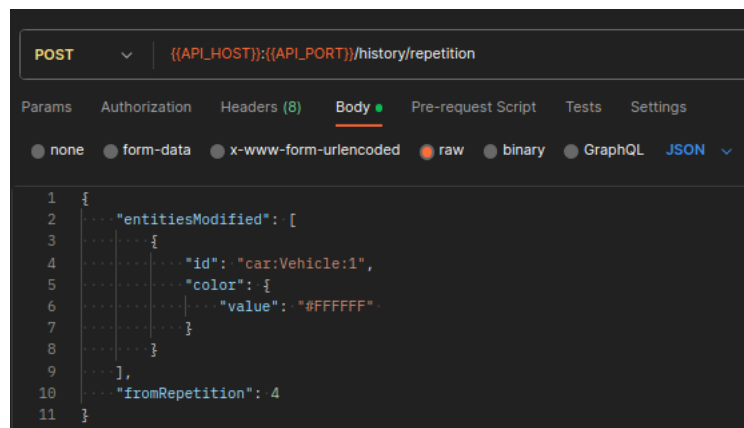 POST {{API_HOST}}:{{API_PORT}}/history/repetition
Params Authorization Headers (8) Body Pre-request Script Tests Settings
none form-data x-www-form-urlencoded raw binary GraphQL JSON
1 {
2 "entitiesModified": [
3 {
4 "id": "car:Vehicle:1",
5 "color": {
6 "value": "#FFFFFF"
7 }
8 }
9 ],
10 "fromRepetition": 4
11 }